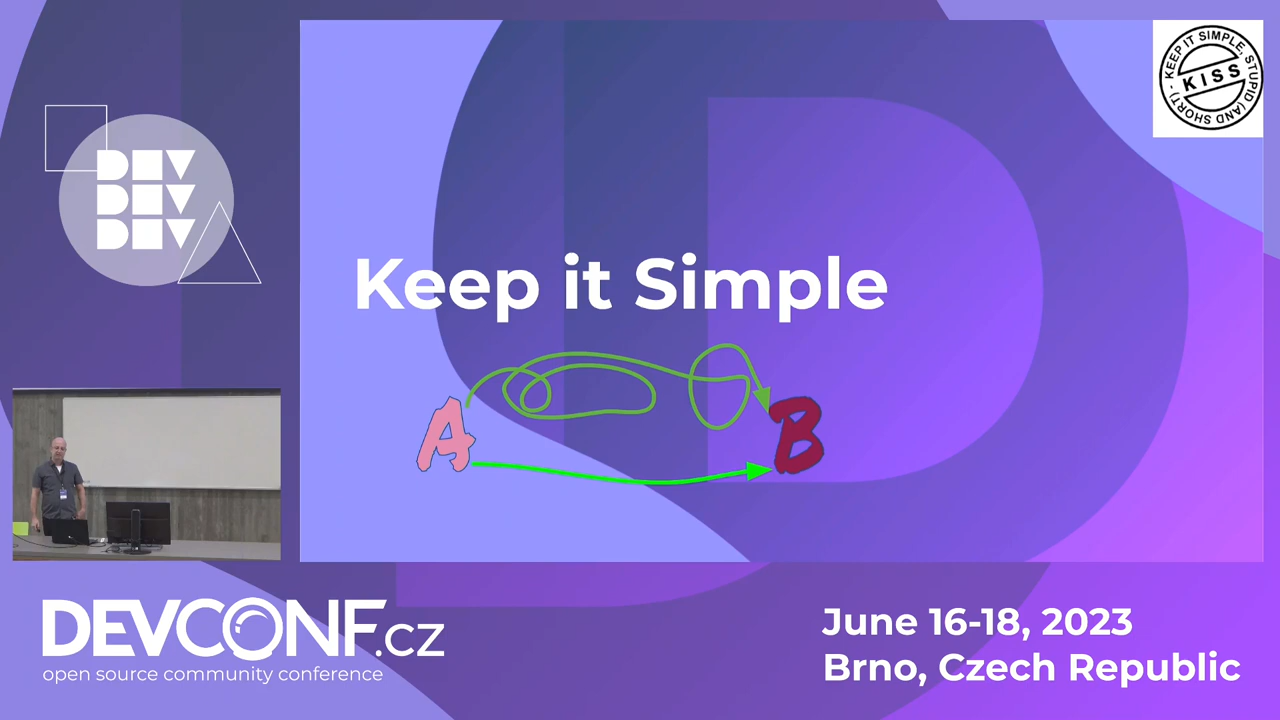 DEV
DEV
DEV
KEEP IT SIMPLE, STUPID (AND SHORT) -
KISS
Keep it Simple
A
B
DEVCONF.cz
open source community conference
June 16-18, 2023
Brno, Czech Republic